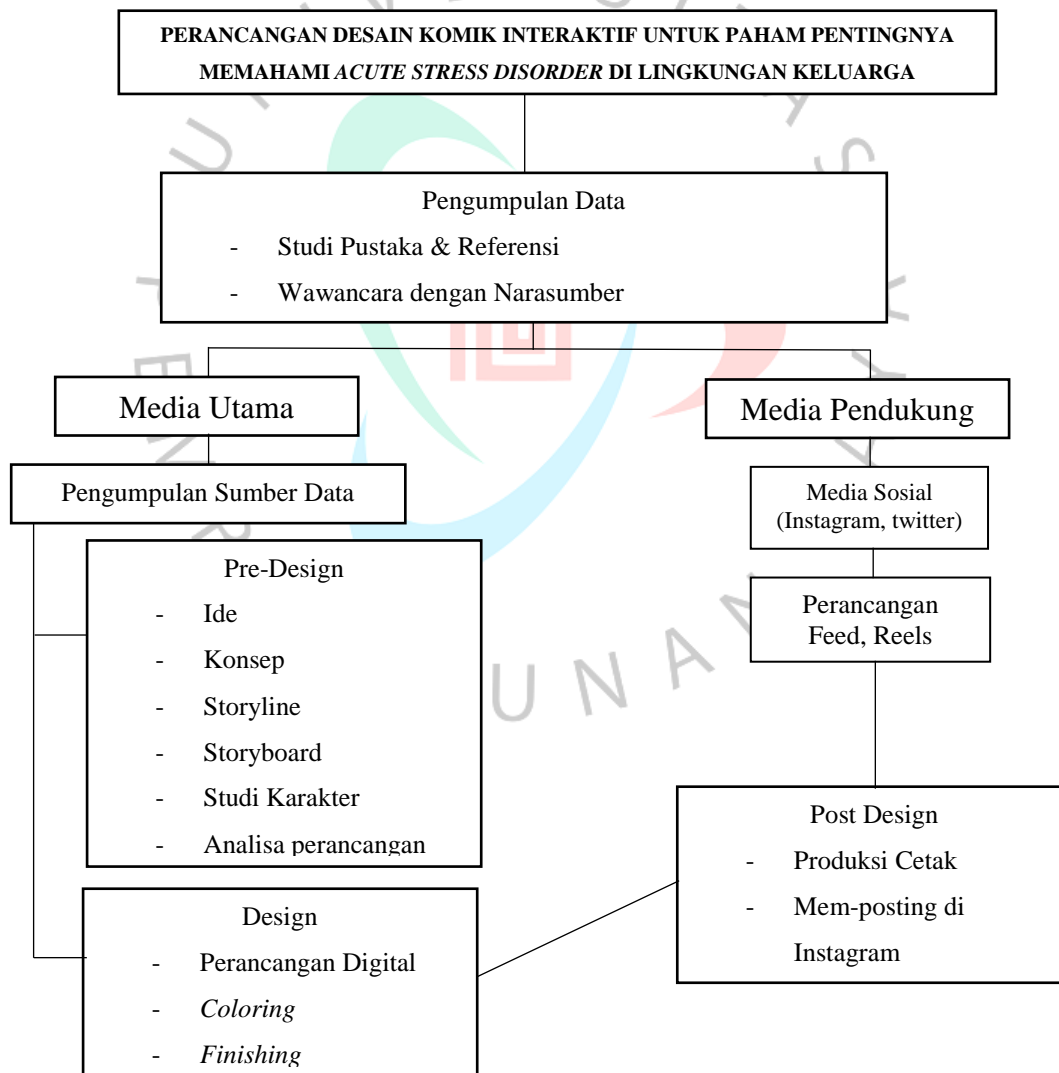 PERANCANGAN DESAIN KOMIK INTERAKTIF UNTUK PAHAM PENTINGNYA
MEMAHAMI ACUTE STRESS DISORDER DI LINGKUNGAN KELUARGA
Pengumpulan Data
- Studi Pustaka & Referensi
- Wawancara dengan Narasumber
Media Utama
Pengumpulan Sumber Data
Pre-Design
- Ide
- Konsep
- Storyline
- Storyboard
- Studi Karakter
- Analisa perancangan
Design
- Perancangan Digital
- Coloring
- Finishing
Media Pendukung
Media Sosial
(Instagram, twitter)
Perancangan
Feed, Reels
Post Design
- Produksi Cetak
- Mem-posting di
Instagram